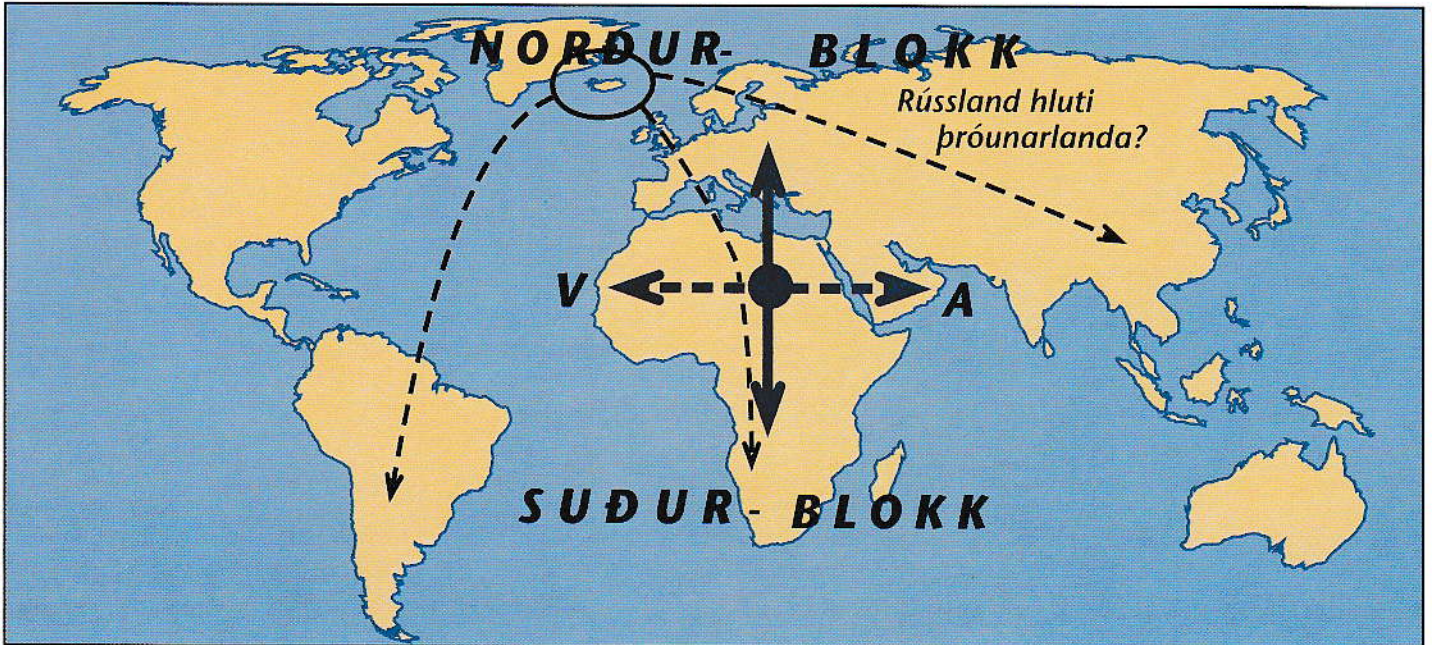 NORÐUR- BLOKK
Rússland hluti
þróunarlanda?
V
A
SUÐUR- BLOKK